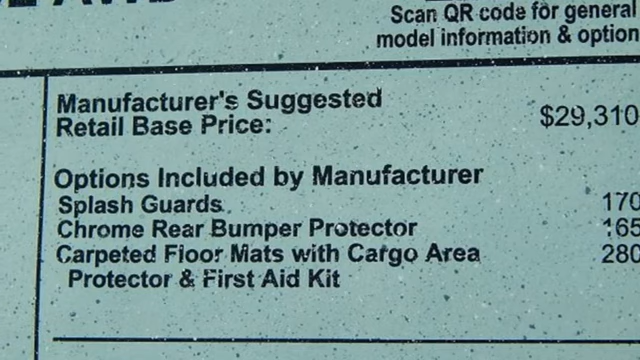 Scan QR code for general
model information & option
Manufacturer's Suggested
Retail Base Price: $29,310
Options Included by Manufacturer
Splash Guards 170
Chrome Rear Bumper Protector 165
Carpeted Floor Mats with Cargo Area 280
Protector & First Aid Kit